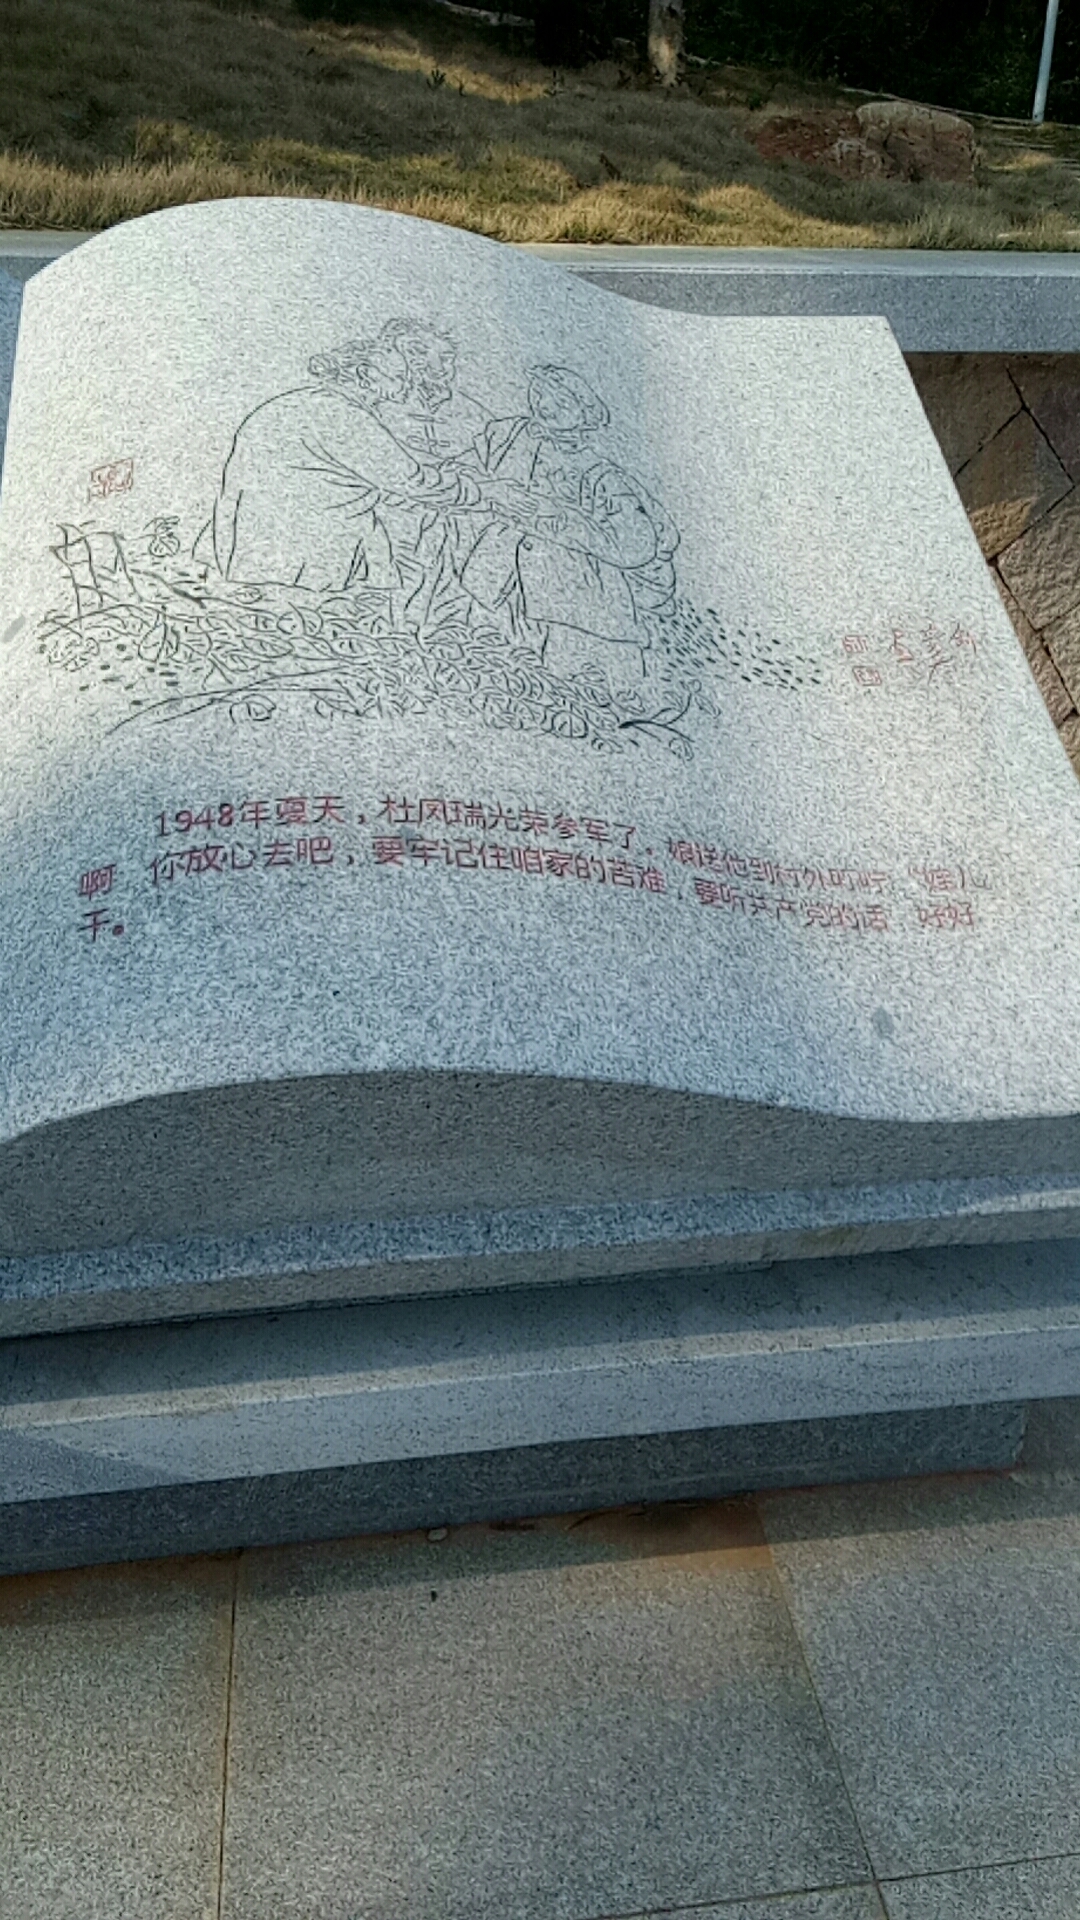 1948年夏天，杜凤瑞光荣参军了。娘送他到村外叮咛：“娃儿
啊 你放心去吧，要牢记住咱家的苦难，要听共产党的话 好好
干。